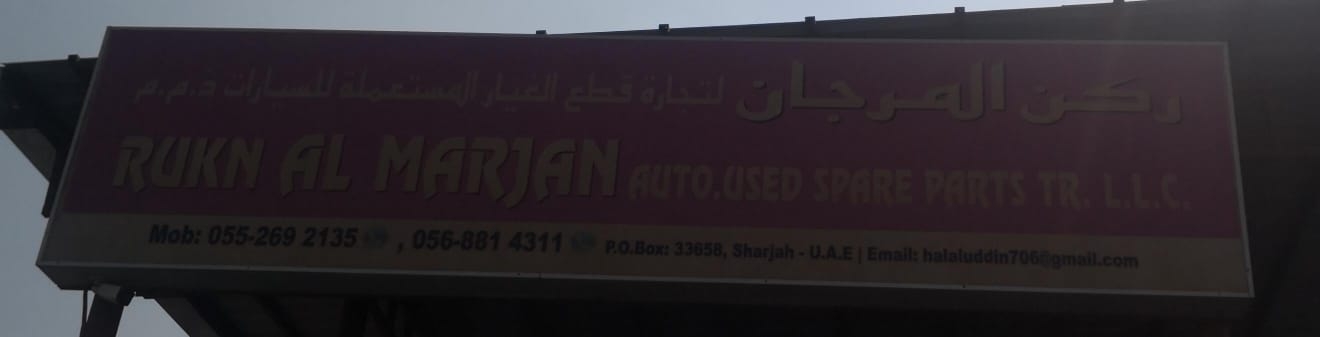 ركن المرجان لتجارة قطع الغيار المستعملة للسيارات ذ.م.م
RUKN AL MARJAN AUTO.USED SPARE PARTS TR. L.L.C.
Mob: 055-269 2135 , 056-881 4311 P.O.Box: 33658, Sharjah - U.A.E | Email: halaluddin706@gmail.com